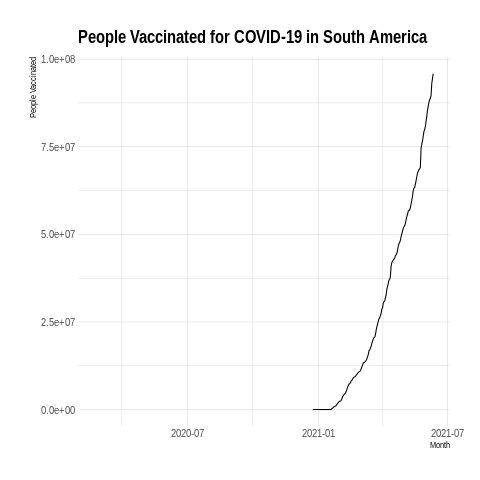 People Vaccinated for COVID-19 in South America
People Vaccinated
1.0e+08
7.5e+07
5.0e+07
2.5e+07
0.0e+00
2020-07
2021-01
2021-07
Month